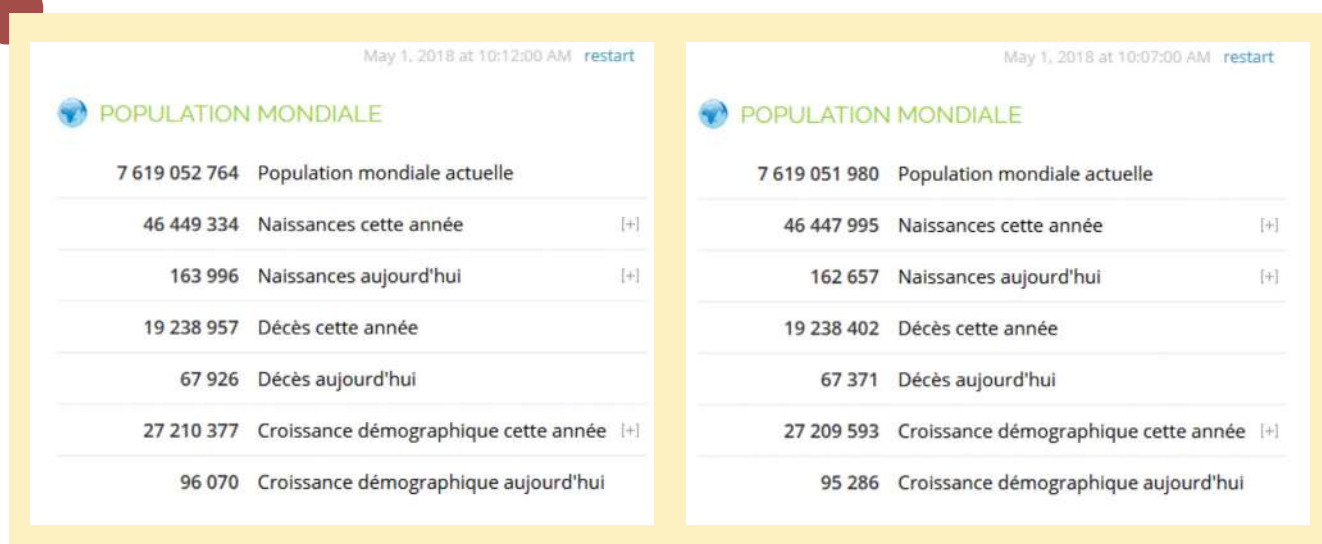 May 1, 2018 at 10:12:00 AM restart
POPULATION MONDIALE
7 619 052 764 Population mondiale actuelle
46 449 334 Naissances cette année [+]
163 996 Naissances aujourd'hui [+]
19 238 957 Décès cette année
67 926 Décès aujourd'hui
27 210 377 Croissance démographique cette année [+]
96 070 Croissance démographique aujourd'hui
May 1, 2018 at 10:07:00 AM restart
POPULATION MONDIALE
7 619 051 980 Population mondiale actuelle
46 447 995 Naissances cette année [+]
162 657 Naissances aujourd'hui [+]
19 238 402 Décès cette année
67 371 Décès aujourd'hui
27 209 593 Croissance démographique cette année [+]
95 286 Croissance démographique aujourd'hui